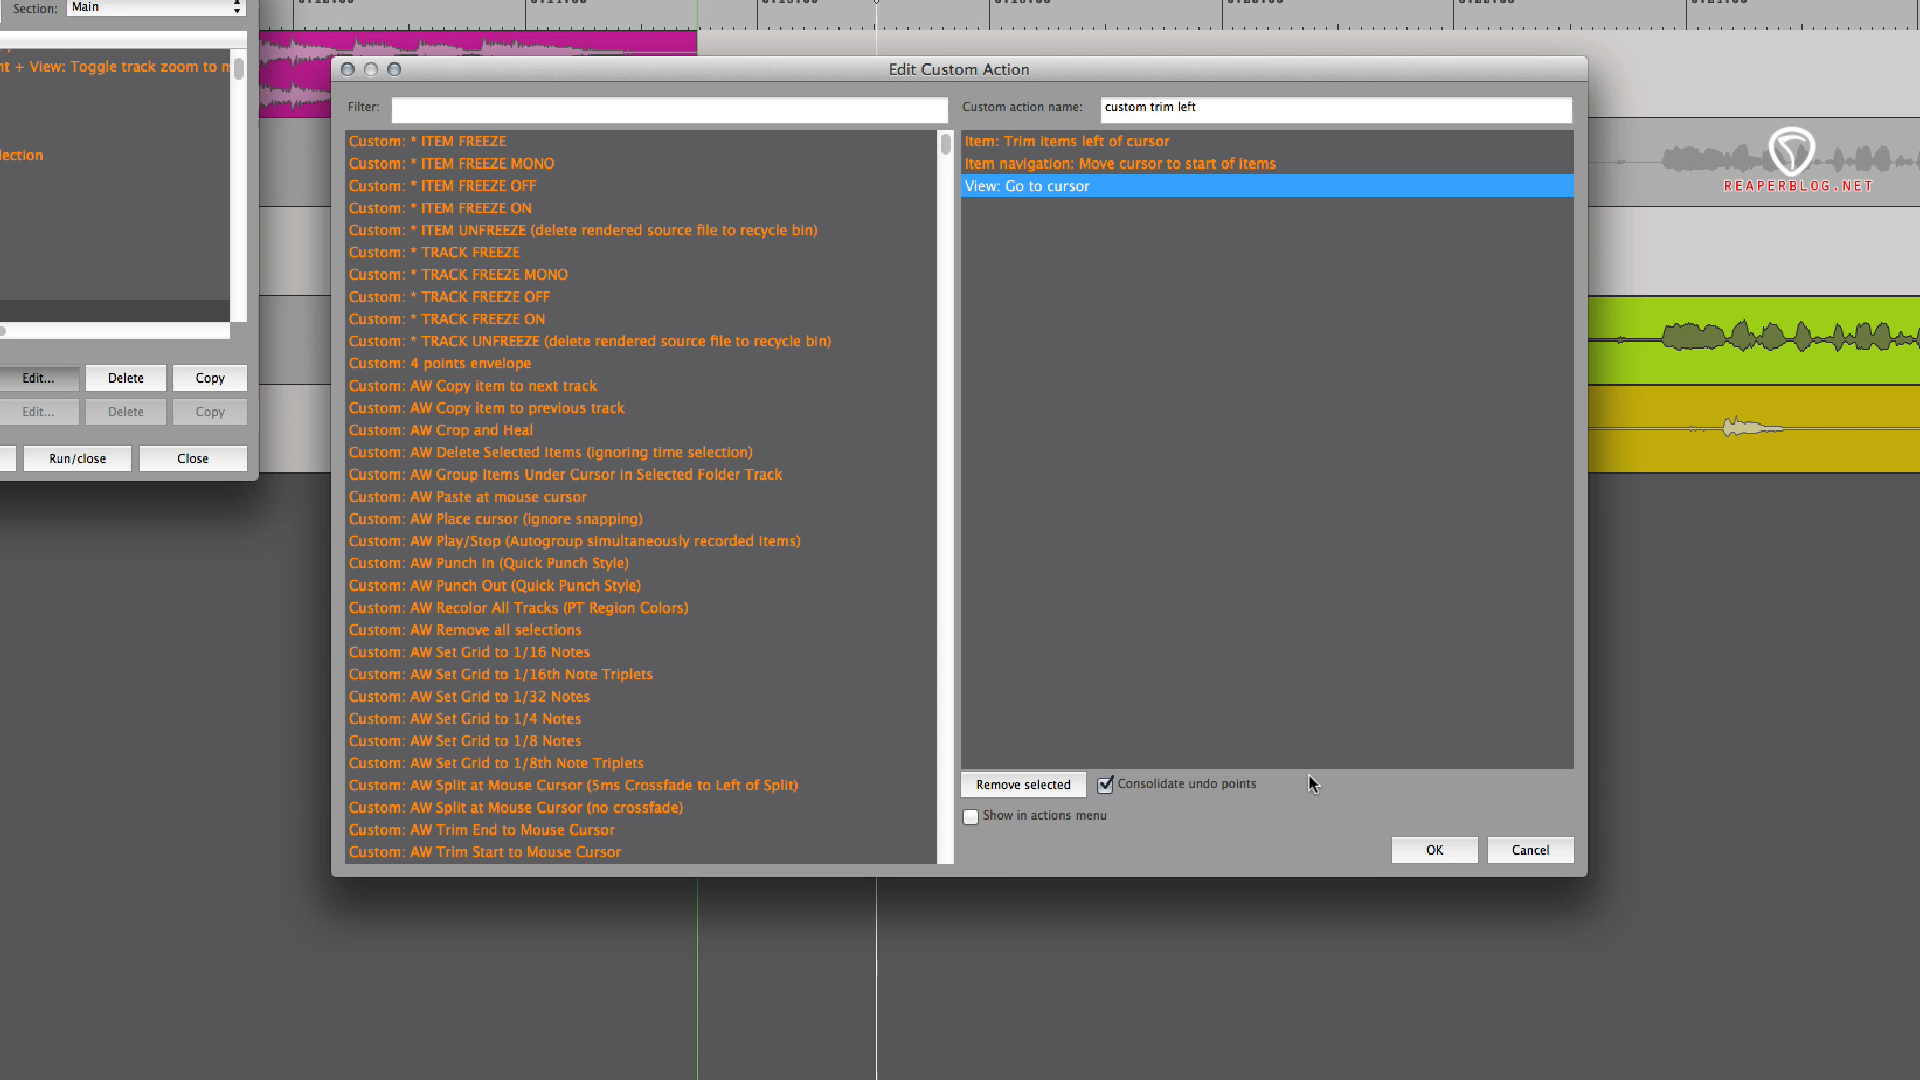 Section:
Main
nt + View: Toggle track zoom to m
lection
Edit...
Delete
Copy
Edit...
Delete
Copy
Run/close
Close
Edit Custom Action
Filter:
Custom action name:
custom trim left
Custom: * ITEM FREEZE
Custom: * ITEM FREEZE MONO
Custom: * ITEM FREEZE OFF
Custom: * ITEM FREEZE ON
Custom: * ITEM UNFREEZE (delete rendered source file to recycle bin)
Custom: * TRACK FREEZE
Custom: * TRACK FREEZE MONO
Custom: * TRACK FREEZE OFF
Custom: * TRACK FREEZE ON
Custom: * TRACK UNFREEZE (delete rendered source file to recycle bin)
Custom: 4 points envelope
Custom: AW Copy item to next track
Custom: AW Copy item to previous track
Custom: AW Crop and Heal
Custom: AW Delete Selected Items (ignoring time selection)
Custom: AW Group Items Under Cursor in Selected Folder Track
Custom: AW Paste at mouse cursor
Custom: AW Place cursor (ignore snapping)
Custom: AW Play/Stop (Autogroup simultaneously recorded items)
Custom: AW Punch In (Quick Punch Style)
Custom: AW Punch Out (Quick Punch Style)
Custom: AW Recolor All Tracks (PT Region Colors)
Custom: AW Remove all selections
Custom: AW Set Grid to 1/16 Notes
Custom: AW Set Grid to 1/16th Note Triplets
Custom: AW Set Grid to 1/32 Notes
Custom: AW Set Grid to 1/4 Notes
Custom: AW Set Grid to 1/8 Notes
Custom: AW Set Grid to 1/8th Note Triplets
Custom: AW Split at Mouse Cursor (5ms Crossfade to Left of Split)
Custom: AW Split at Mouse Cursor (no crossfade)
Custom: AW Trim End to Mouse Cursor
Custom: AW Trim Start to Mouse Cursor
Item: Trim items left of cursor
Item navigation: Move cursor to start of items
View: Go to cursor
Remove selected
Consolidate undo points
Show in actions menu
OK
Cancel
REAPERBLOG.NET